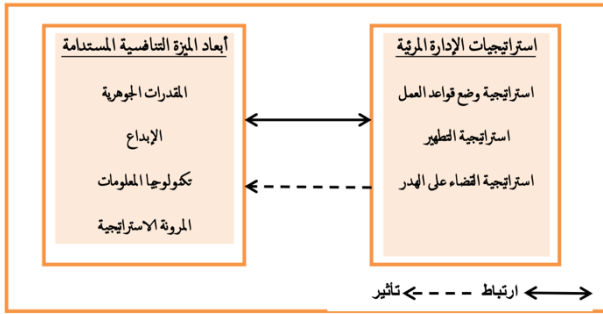 استراتيجيات الإدارة المرئية
استراتيجية وضع قواعد العمل
استراتيجية التطهير
استراتيجية القضاء على الهدر
أبعاد الميزة التنافسية المستدامة
المقدرات الجوهرية
الإبداع
تكنولوجيا المعلومات
المرونة الاستراتيجية
ارتباط
تأثير